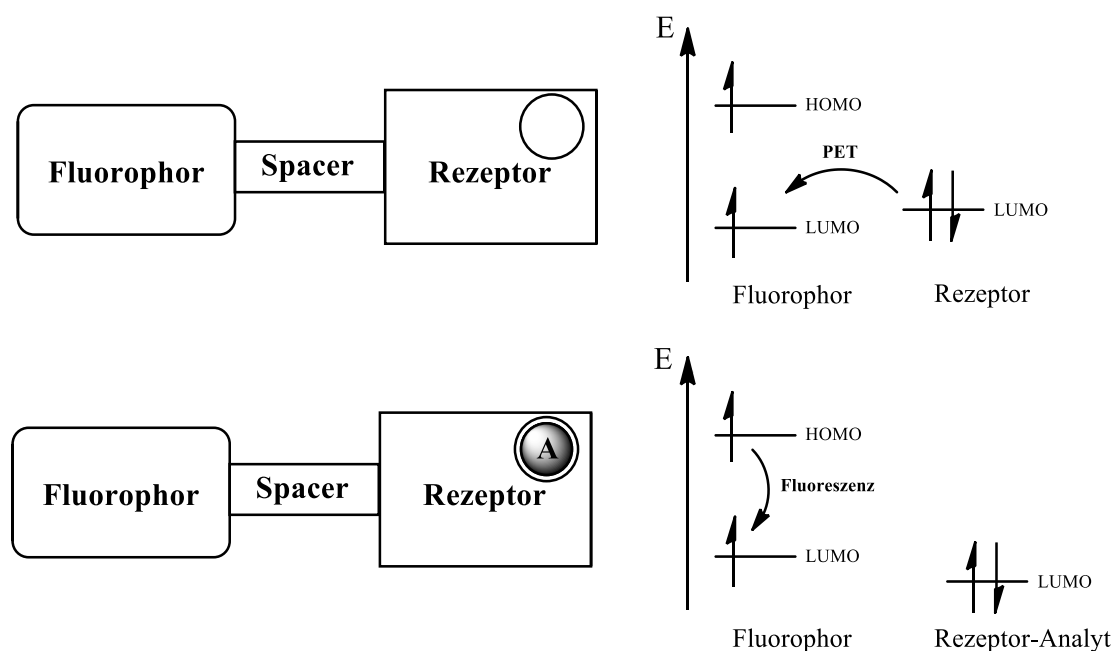 Fluorophor
Spacer
Rezeptor
E
HOMO
PET
LUMO
LUMO
Fluorophor
Rezeptor
Fluorophor
Spacer
Rezeptor
A
E
HOMO
Fluoreszenz
LUMO
LUMO
Fluorophor
Rezeptor-Analyt